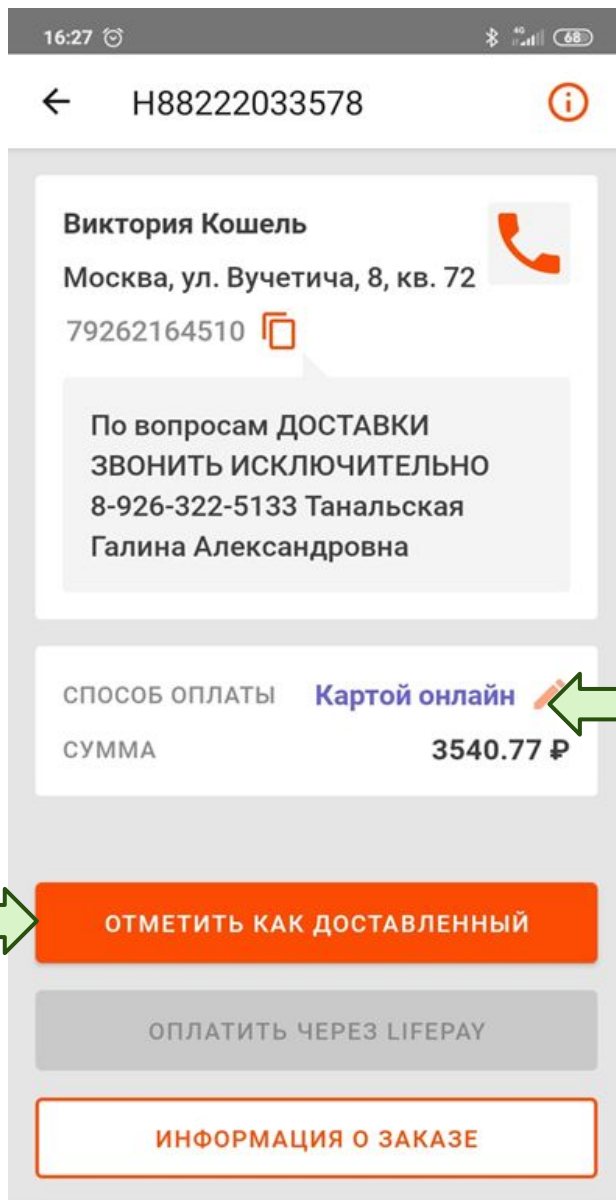 16:27
4G
68
H88222033578
Виктория Кошель
Москва, ул. Вучетича, 8, кв. 72
79262164510
По вопросам ДОСТАВКИ
ЗВОНИТЬ ИСКЛЮЧИТЕЛЬНО
8-926-322-5133 Танальская
Галина Александровна
СПОСОБ ОПЛАТЫ Картой онлайн
СУММА 3540.77 ₽
ОТМЕТИТЬ КАК ДОСТАВЛЕННЫЙ
ОПЛАТИТЬ ЧЕРЕЗ LIFEPAY
ИНФОРМАЦИЯ О ЗАКАЗЕ